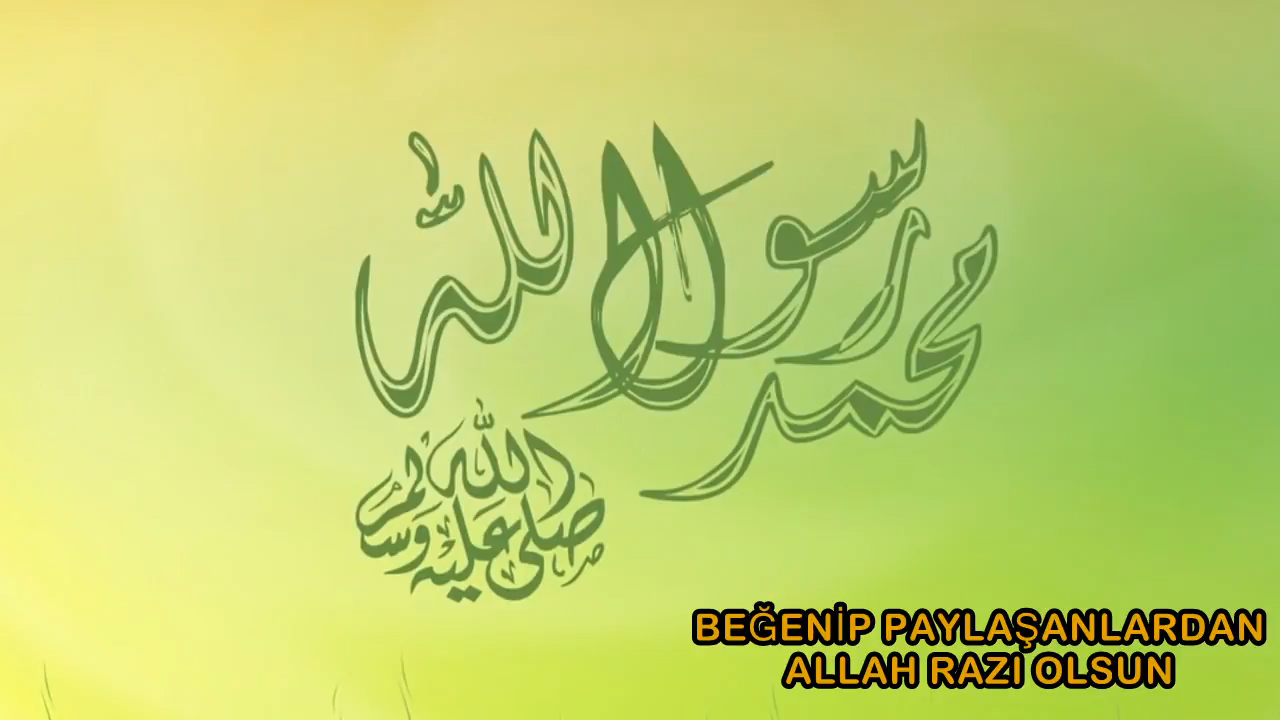 محمد رسول الله
صلى الله عليه وسلم
BEĞENİP PAYLAŞANLARDAN
ALLAH RAZI OLSUN